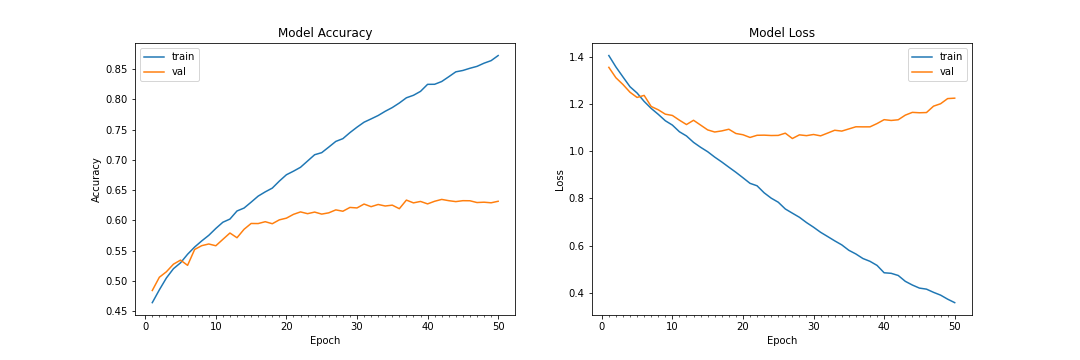 Model Accuracy
train
val
0.85
0.80
0.75
0.70
0.65
0.60
0.55
0.50
0.45
Accuracy
0 10 20 30 40 50
Epoch
Model Loss
train
val
1.4
1.2
1.0
0.8
0.6
0.4
Loss
0 10 20 30 40 50
Epoch